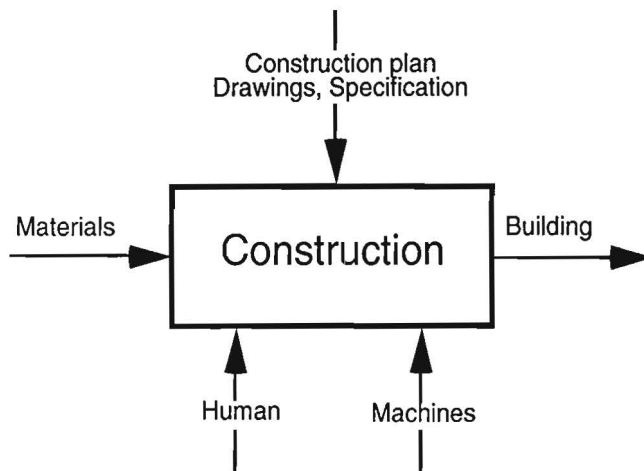 Construction plan
Drawings, Specification
Materials
Construction
Building
Human
Machines